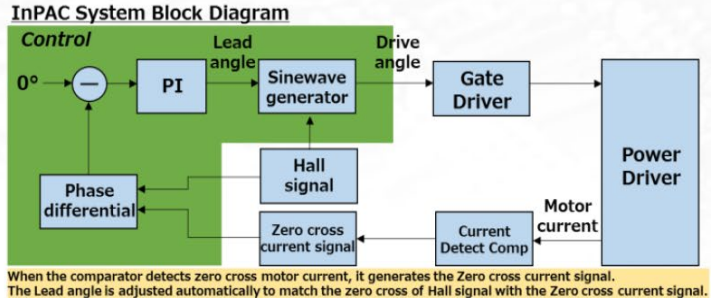 InPAC System Block Diagram
Control
Lead
angle
Drive
angle
0°
−
PI
Sinewave
generator
Gate
Driver
Power
Driver
Hall
signal
Phase
differential
Zero cross
current signal
Current
Detect Comp
Motor
current
When the comparator detects zero cross motor current, it generates the Zero cross current signal.
The Lead angle is adjusted automatically to match the zero cross of Hall signal with the Zero cross current signal.